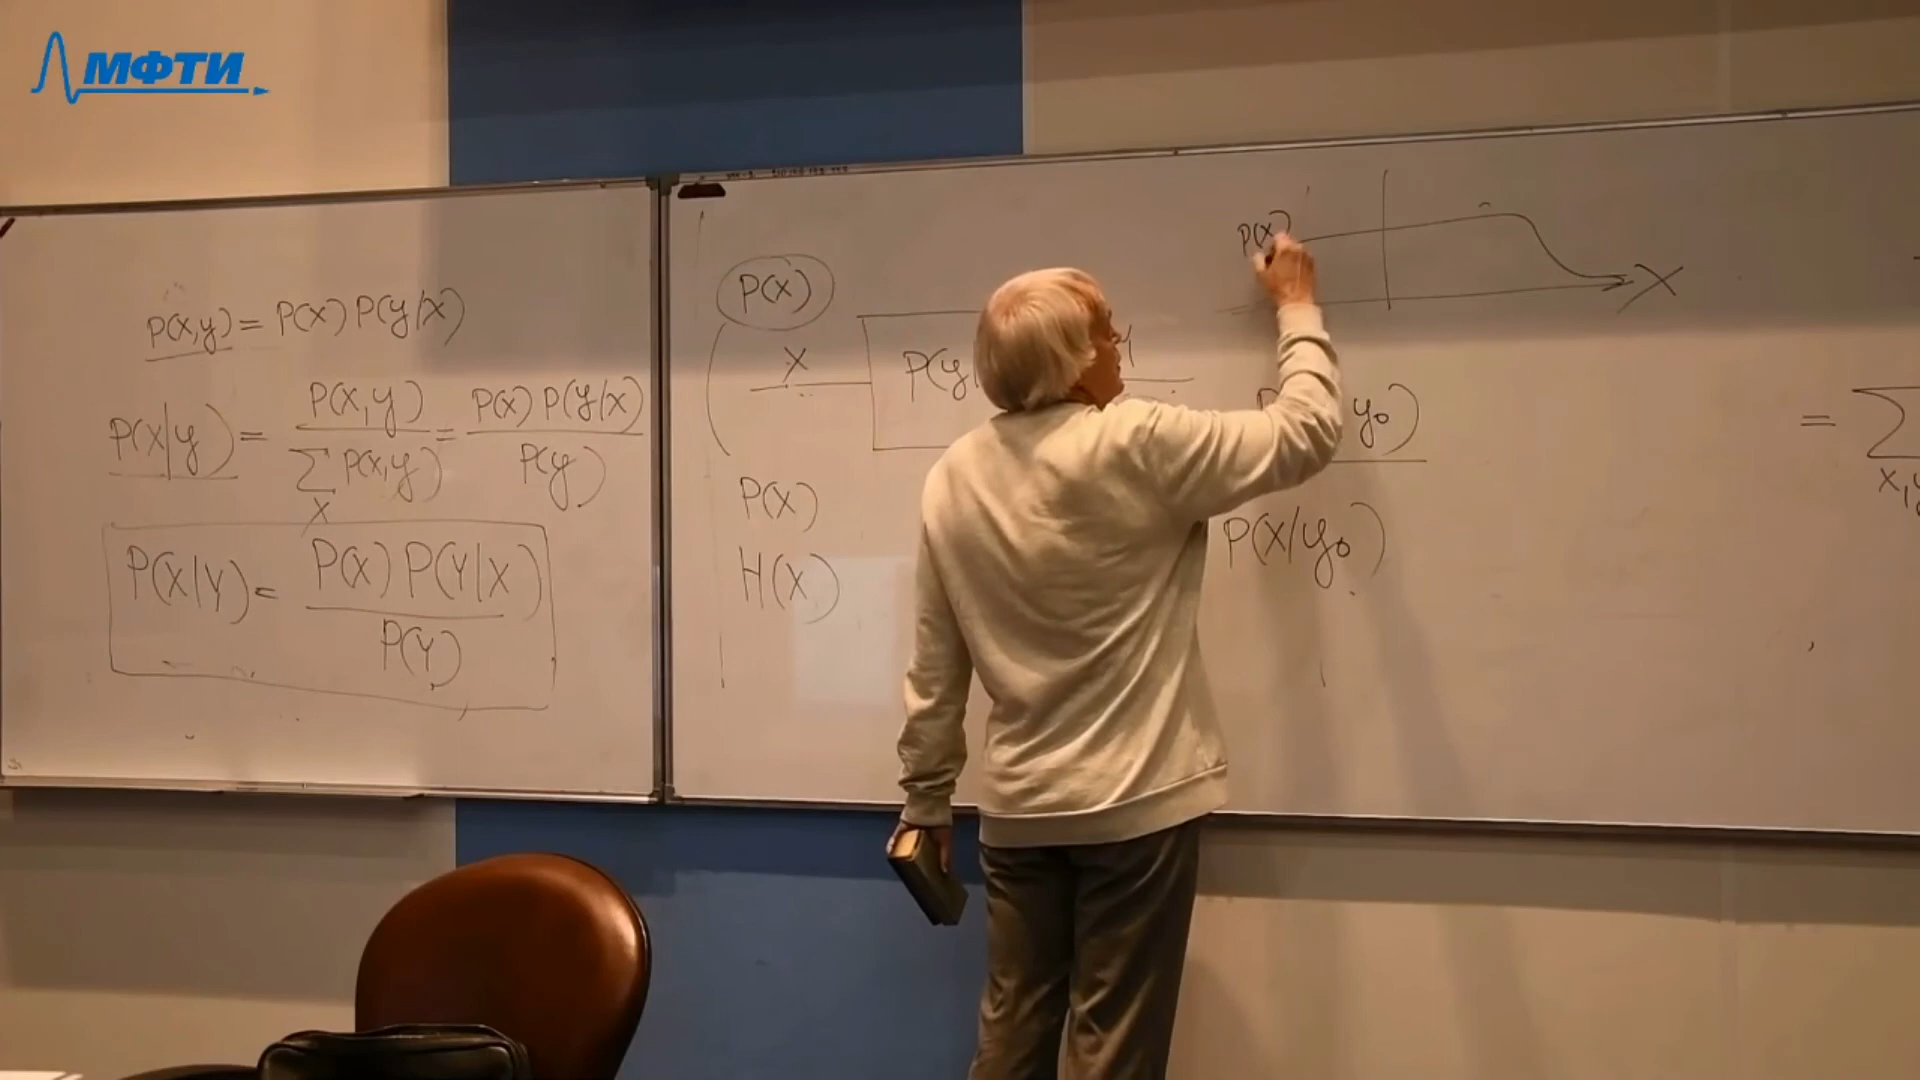 МФТИ
P(x,y) = P(x) P(y/x)
P(x|y) = P(x,y) / ∑x P(x,y) = P(x) P(y/x) / P(y)
P(X|Y) = P(X) P(Y|X) / P(Y)
P(x)
X
P(y
P(x)
H(X)
P(x)
X
y₀)
P(x/y₀)
= ∑
x,y